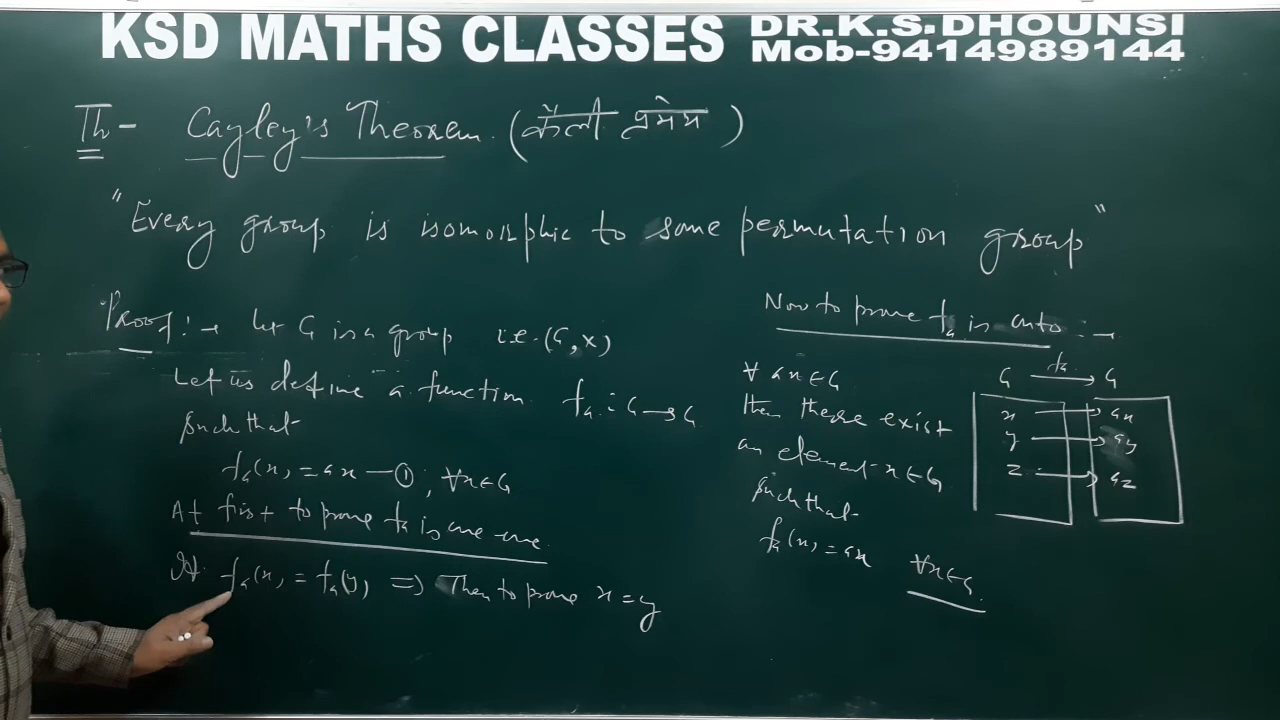 KSD MATHS CLASSES DR.K.S.DHOUNSI
Mob-9414989144
Th - Cayley's Theorem. (कैली प्रमेय)
"Every group is isomorphic to some permutation group"
Proof :→ Let G is a group i.e. (G, x)
Let us define a function fₐ : G → G
such that
fₐ(x) = ax — ① ; ∀x∈G
At fist to prove fₐ is one one
If fₐ(x) = fₐ(y) ⇒ Then to prove x = y
Now to prove fₐ is onto :→
∀ ax∈G
then there exist
an element x∈G
such that
fₐ(x) = ax ∀x∈G
G fₐ→ G
x → ax
y → ay
z → az